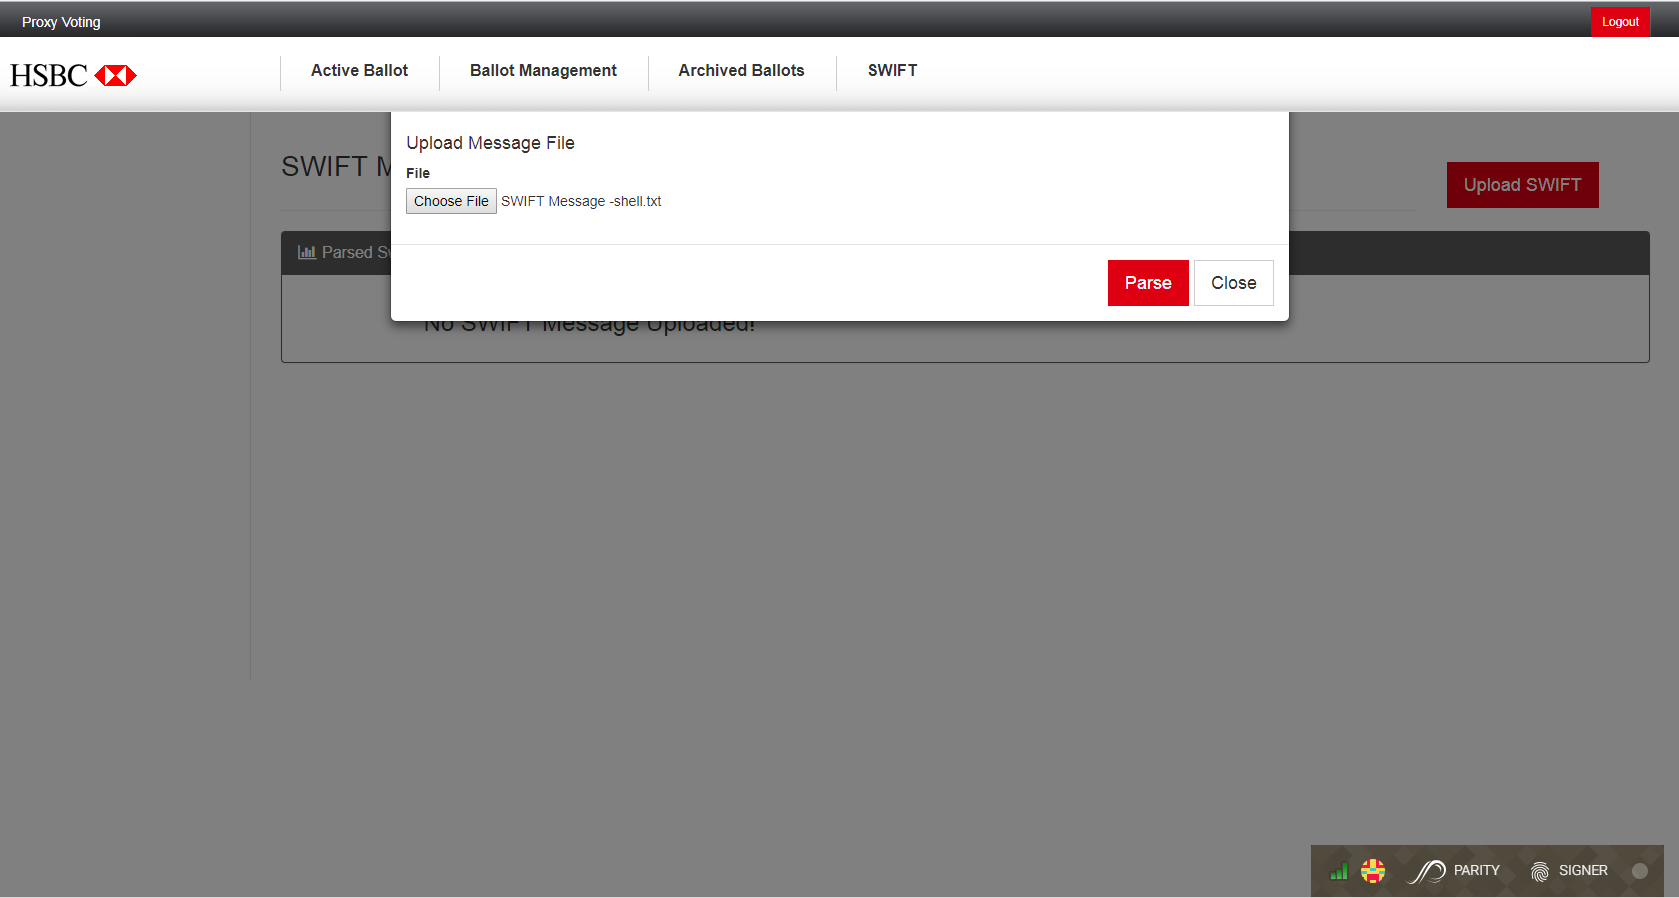 Proxy Voting
Logout
HSBC
Active Ballot
Ballot Management
Archived Ballots
SWIFT
Upload Message File
SWIFT M
File
Upload SWIFT
Choose File SWIFT Message -shell.txt
Parsed Sw
Parse
Close
No SWIFT Message Uploaded!
PARITY
SIGNER